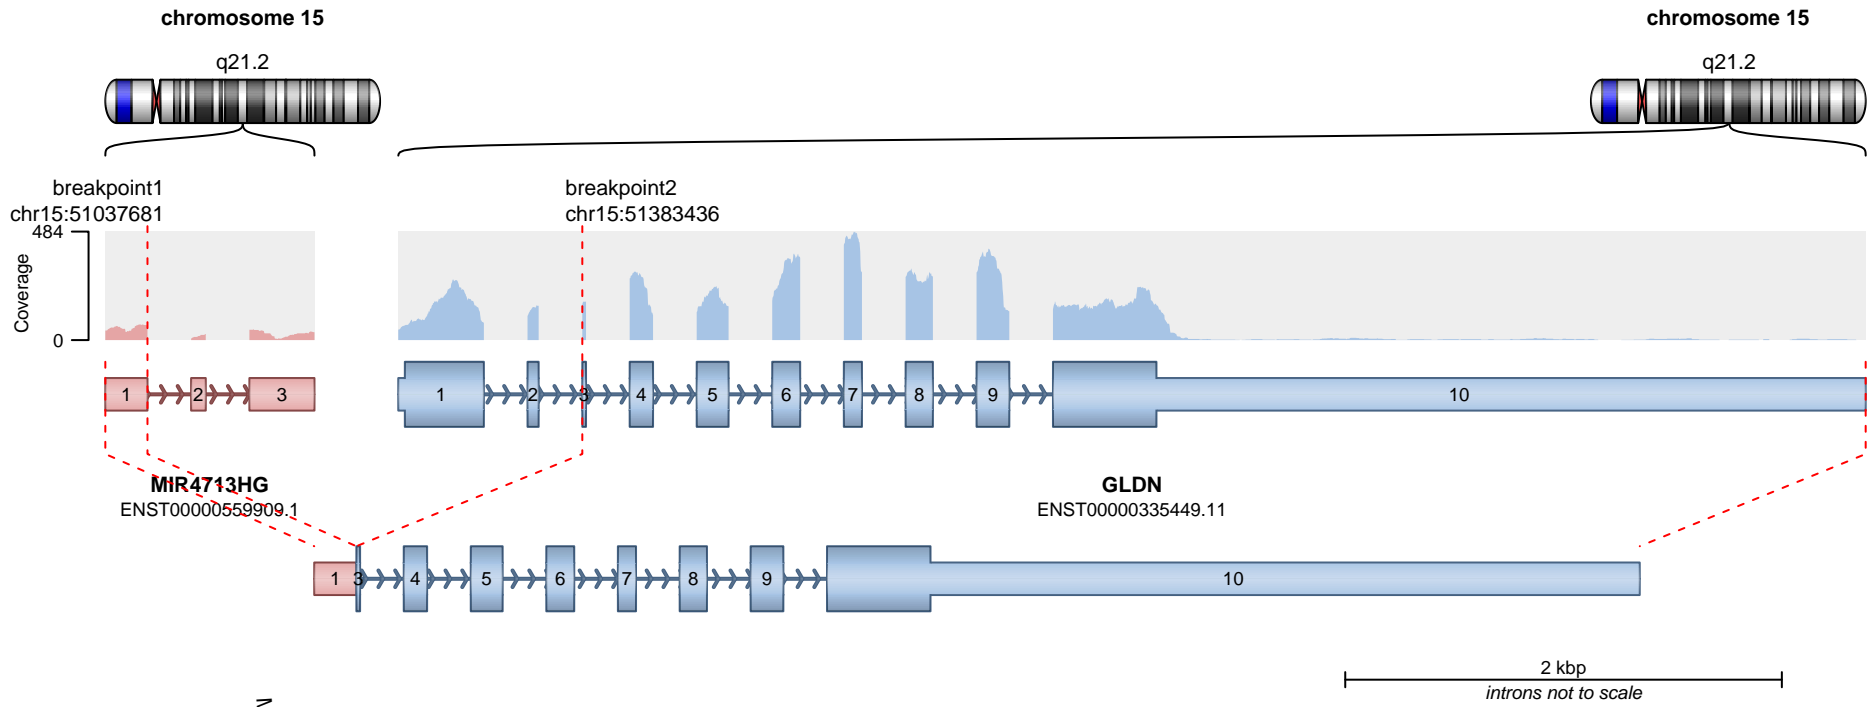 chromosome 15
chromosome 15
q21.2
q21.2
breakpoint1
chr15:51037681
breakpoint2
chr15:51383436
484
Coverage
0
1
2
3
1
2
3
4
5
6
7
8
9
10
MIR4713HG
ENST00000559909.1
GLDN
ENST00000335449.11
1
3
4
5
6
7
8
9
10
2 kbp
introns not to scale